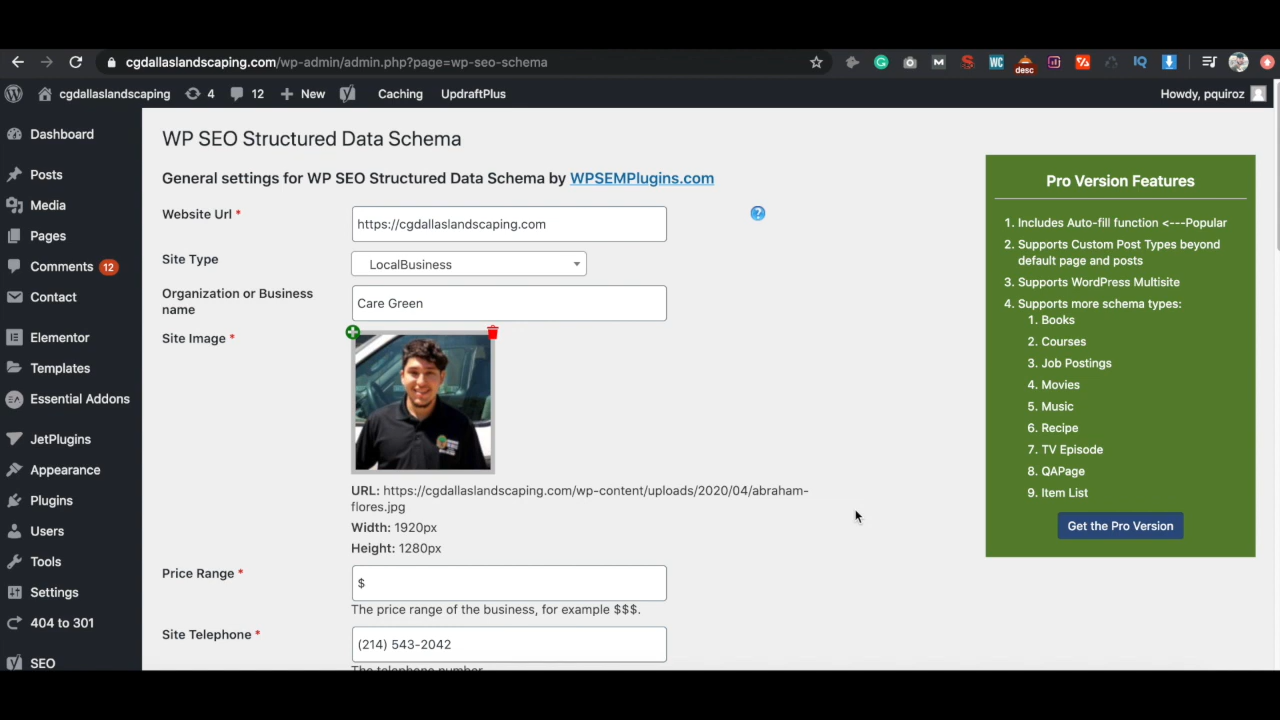 cgdallaslandscaping.com/wp-admin/admin.php?page=wp-seo-schema
M
S
WC
desc
IQ
cgdallaslandscaping
4
12
New
Caching
UpdraftPlus
Howdy, pquiroz
Dashboard
Posts
Media
Pages
Comments 12
Contact
Elementor
Templates
Essential Addons
JetPlugins
Appearance
Plugins
Users
Tools
Settings
404 to 301
SEO
WP SEO Structured Data Schema
General settings for WP SEO Structured Data Schema by WPSEMPlugins.com
Website Url *
https://cgdallaslandscaping.com
?
Site Type
LocalBusiness
Organization or Business
name
Care Green
Site Image *
URL: https://cgdallaslandscaping.com/wp-content/uploads/2020/04/abraham-
flores.jpg
Width: 1920px
Height: 1280px
Price Range *
$
The price range of the business, for example $$$.
Site Telephone *
(214) 543-2042
The telephone number
Pro Version Features
1. Includes Auto-fill function <---Popular
2. Supports Custom Post Types beyond
default page and posts
3. Supports WordPress Multisite
4. Supports more schema types:
1. Books
2. Courses
3. Job Postings
4. Movies
5. Music
6. Recipe
7. TV Episode
8. QAPage
9. Item List
Get the Pro Version